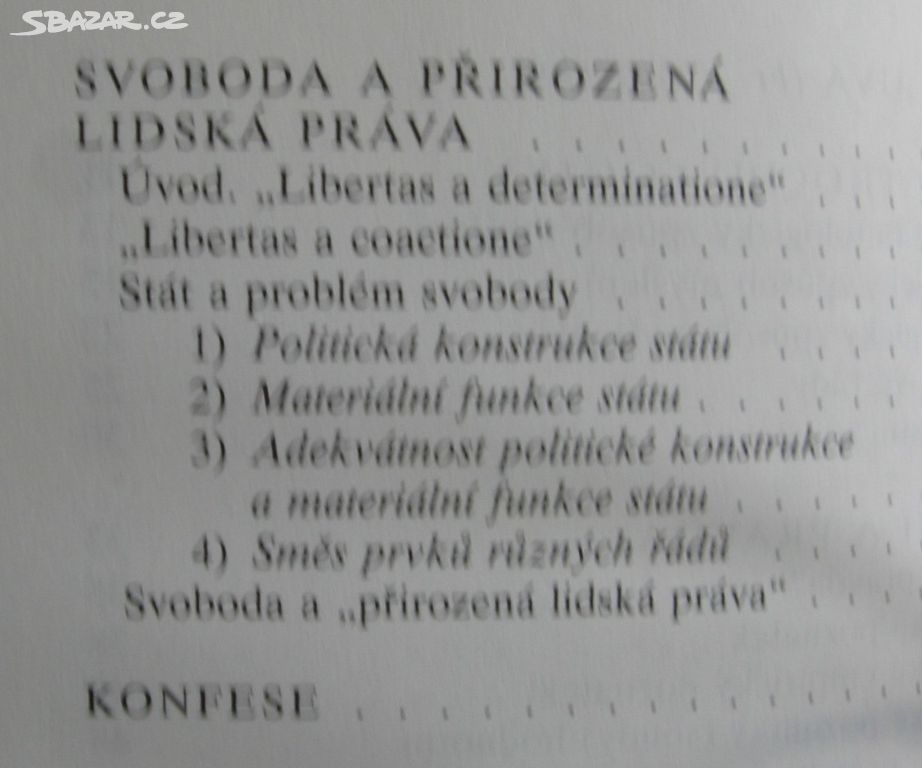 SBAZAR.CZ
SVOBODA A PŘIROZENÁ
LIDSKÁ PRÁVA . . . . . . . . . .
Úvod. „Libertas a determinatione“ . . .
„Libertas a coactione“ . . . . . . . . .
Stát a problém svobody . . . . . . . .
1) Politická konstrukce státu . . . .
2) Materiální funkce státu . . . . . .
3) Adekvátnost politické konstrukce
a materiální funkce státu . . . . .
4) Směs prvků různých řádů . . . .
Svoboda a „přirozená lidská práva“ . . .
KONFESE . . . . . . . . . . . . .